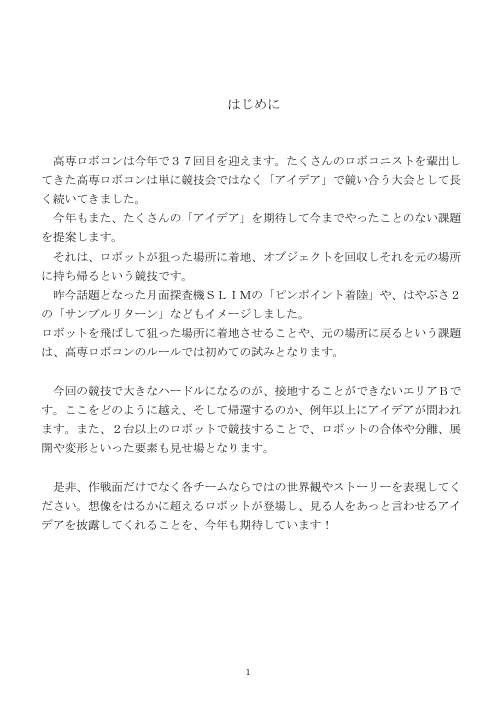 はじめに
　高専ロボコンは今年で３７回目を迎えます。たくさんのロボコニストを輩出し
てきた高専ロボコンは単に競技会ではなく「アイデア」で競い合う大会として長
く続いてきました。
　今年もまた、たくさんの「アイデア」を期待して今までやったことのない課題
を提案します。
　それは、ロボットが狙った場所に着地、オブジェクトを回収しそれを元の場所
に持ち帰るという競技です。
　昨今話題となった月面探査機ＳＬＩＭの「ピンポイント着陸」や、はやぶさ２
の「サンプルリターン」などもイメージしました。
ロボットを飛ばして狙った場所に着地させることや、元の場所に戻るという課題
は、高専ロボコンのルールでは初めての試みとなります。
　今回の競技で大きなハードルになるのが、接地することができないエリアＢで
す。ここをどのように越え、そして帰還するのか、例年以上にアイデアが問われ
ます。また、２台以上のロボットで競技することで、ロボットの合体や分離、展
開や変形といった要素も見せ場となります。
　是非、作戦面だけでなく各チームならではの世界観やストーリーを表現してく
ださい。想像をはるかに超えるロボットが登場し、見る人をあっと言わせるアイ
デアを披露してくれることを、今年も期待しています！
1